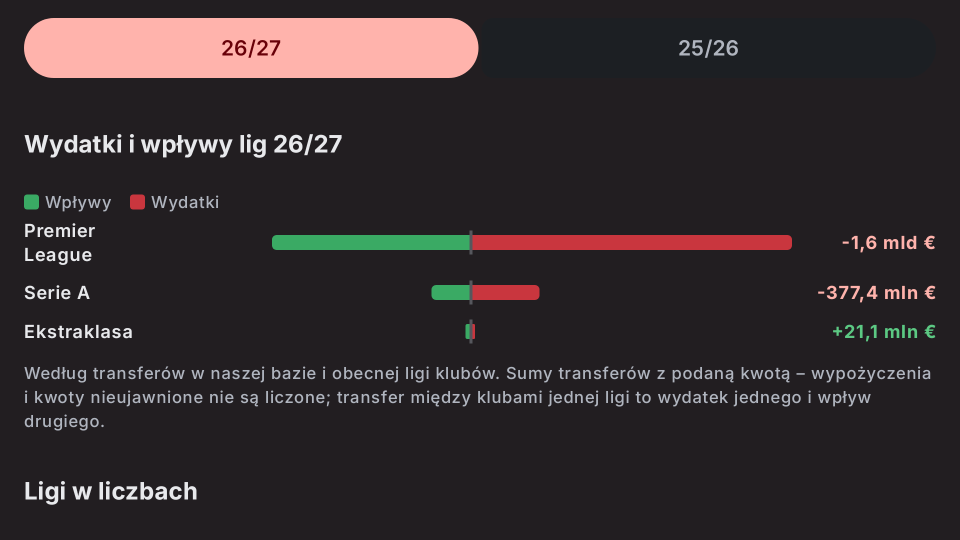 26/27
25/26
Wydatki i wpływy lig 26/27
Wpływy
Wydatki
Premier
League
-1,6 mld €
Serie A
-377,4 mln €
Ekstraklasa
+21,1 mln €
Według transferów w naszej bazie i obecnej ligi klubów. Sumy transferów z podaną kwotą – wypożyczenia
i kwoty nieujawnione nie są liczone; transfer między klubami jednej ligi to wydatek jednego i wpływ
drugiego.
Ligi w liczbach